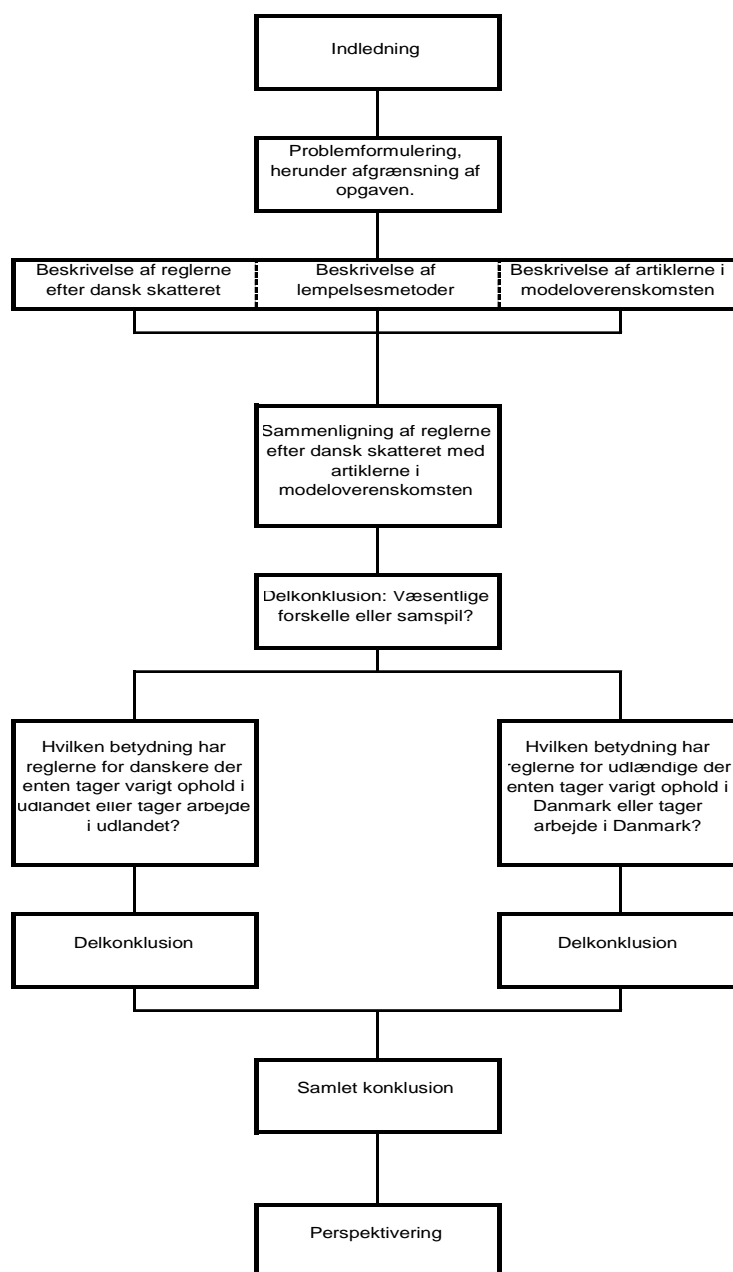 Indledning
Problemformulering,
herunder afgrænsning af
opgaven.
Beskrivelse af reglerne
efter dansk skatteret
Beskrivelse af
lempelsesmetoder
Beskrivelse af artiklerne i
modeloverenskomsten
Sammenligning af reglerne
efter dansk skatteret med
artiklerne i
modeloverenskomsten
Delkonklusion: Væsentlige
forskelle eller samspil?
Hvilken betydning har
reglerne for danskere der
enten tager varigt ophold i
udlandet eller tager arbejde
i udlandet?
Hvilken betydning har
reglerne for udlændige der
enten tager varigt ophold i
Danmark eller tager
arbejde i Danmark?
Delkonklusion
Delkonklusion
Samlet konklusion
Perspektivering